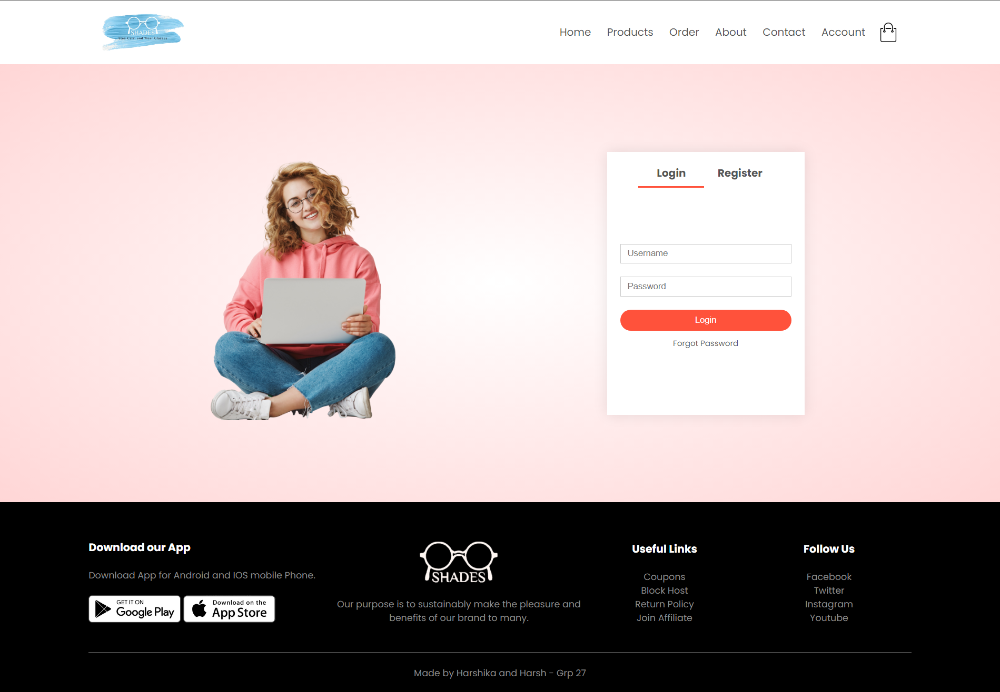 SHADES
Stay Calm and Wear Glasses
Home Products Order About Contact Account
Login Register
Username
Password
Login
Forgot Password
Download our App
Download App for Android and IOS mobile Phone.
GET IT ON
Google Play
Download on the
App Store
SHADES
Our purpose is to sustainably make the pleasure and
benefits of our brand to many.
Useful Links
Coupons
Block Host
Return Policy
Join Affiliate
Follow Us
Facebook
Twitter
Instagram
Youtube
Made by Harshika and Harsh - Grp 27